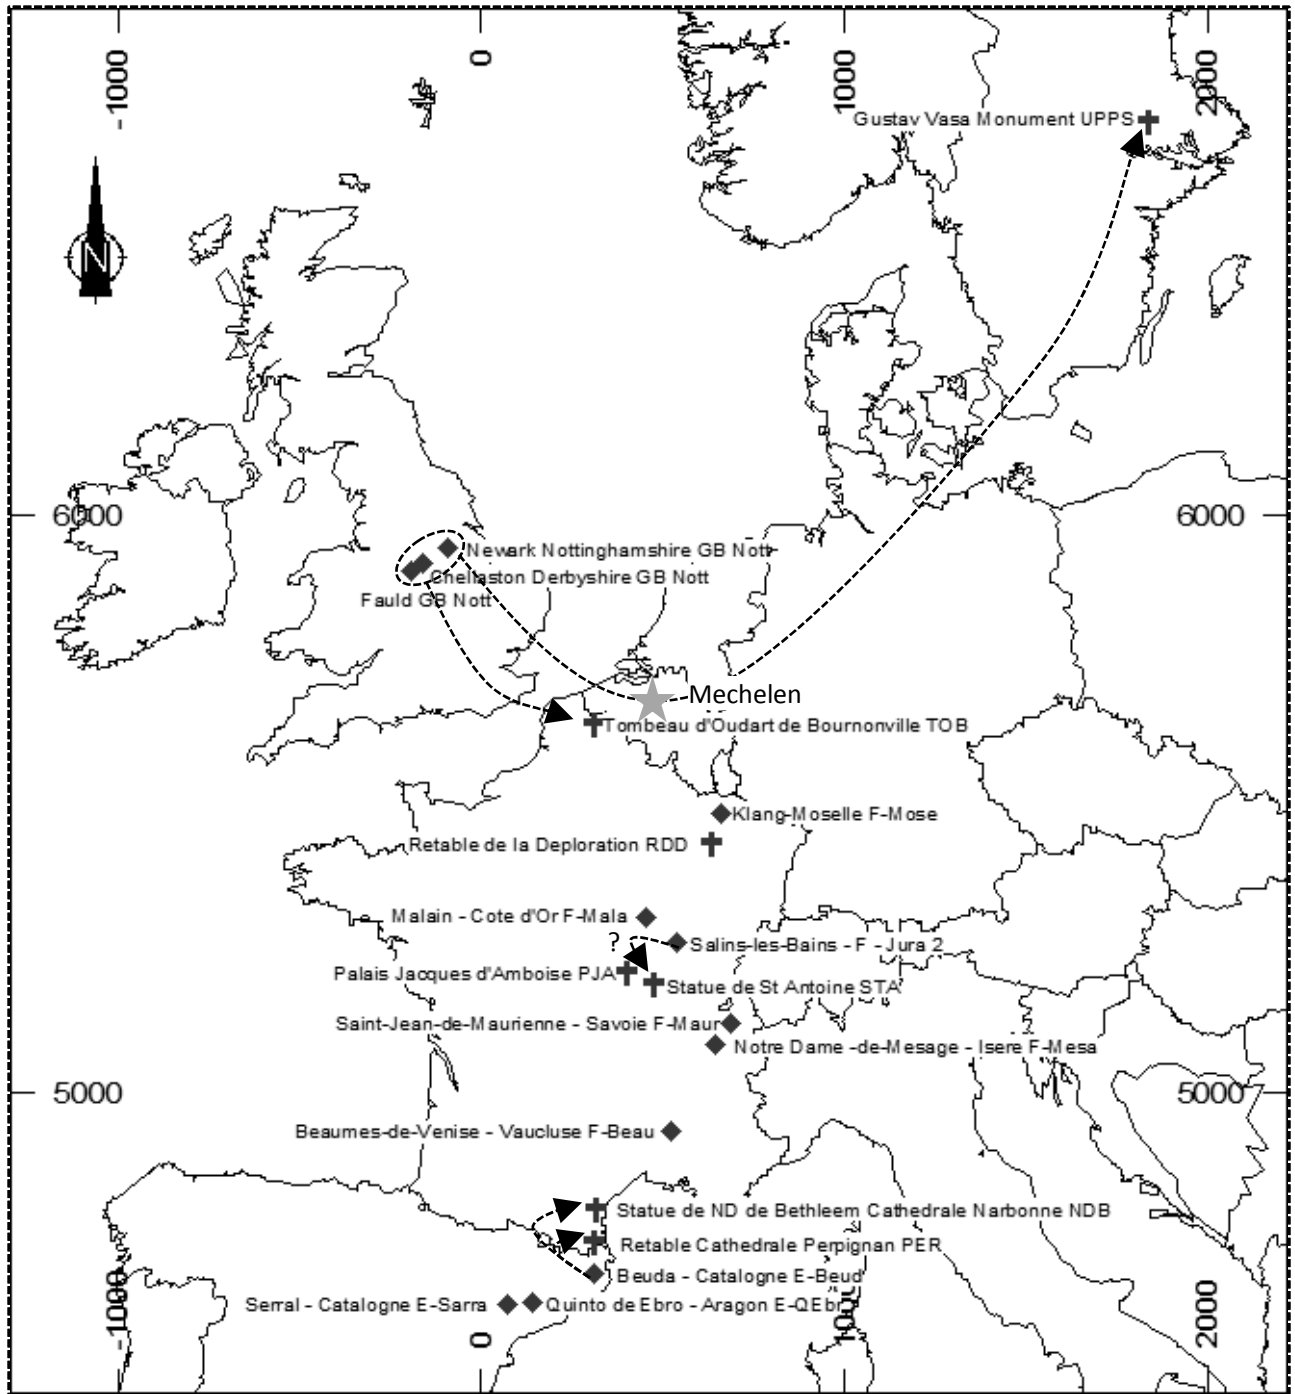 -1000
0
1000
2000
Gustav Vasa Monument UPPS
N
6000
6000
Newark Nottinghamshire GB Nott
Chellaston Derbyshire GB Nott
Fauld GB Nott
Mechelen
Tombeau d'Oudart de Bournonville TOB
Klang-Moselle F-Mose
Retable de la Deploration RDD
Malain - Cote d'Or F-Mala
?
Salins-les-Bains - F - Jura 2
Palais Jacques d'Amboise PJA
Statue de St Antoine STA
Saint-Jean-de-Maurienne - Savoie F-Maur
Notre Dame -de-Mesage - Isere F-Mesa
5000
5000
Beaumes-de-Venise - Vaucluse F-Beau
Statue de ND de Bethleem Cathedrale Narbonne NDB
Retable Cathedrale Perpignan PER
Beuda - Catalogne E-Beud
Serral - Catalogne E-Sarra
Quinto de Ebro - Aragon E-QEbr
-1000
0
1000
2000